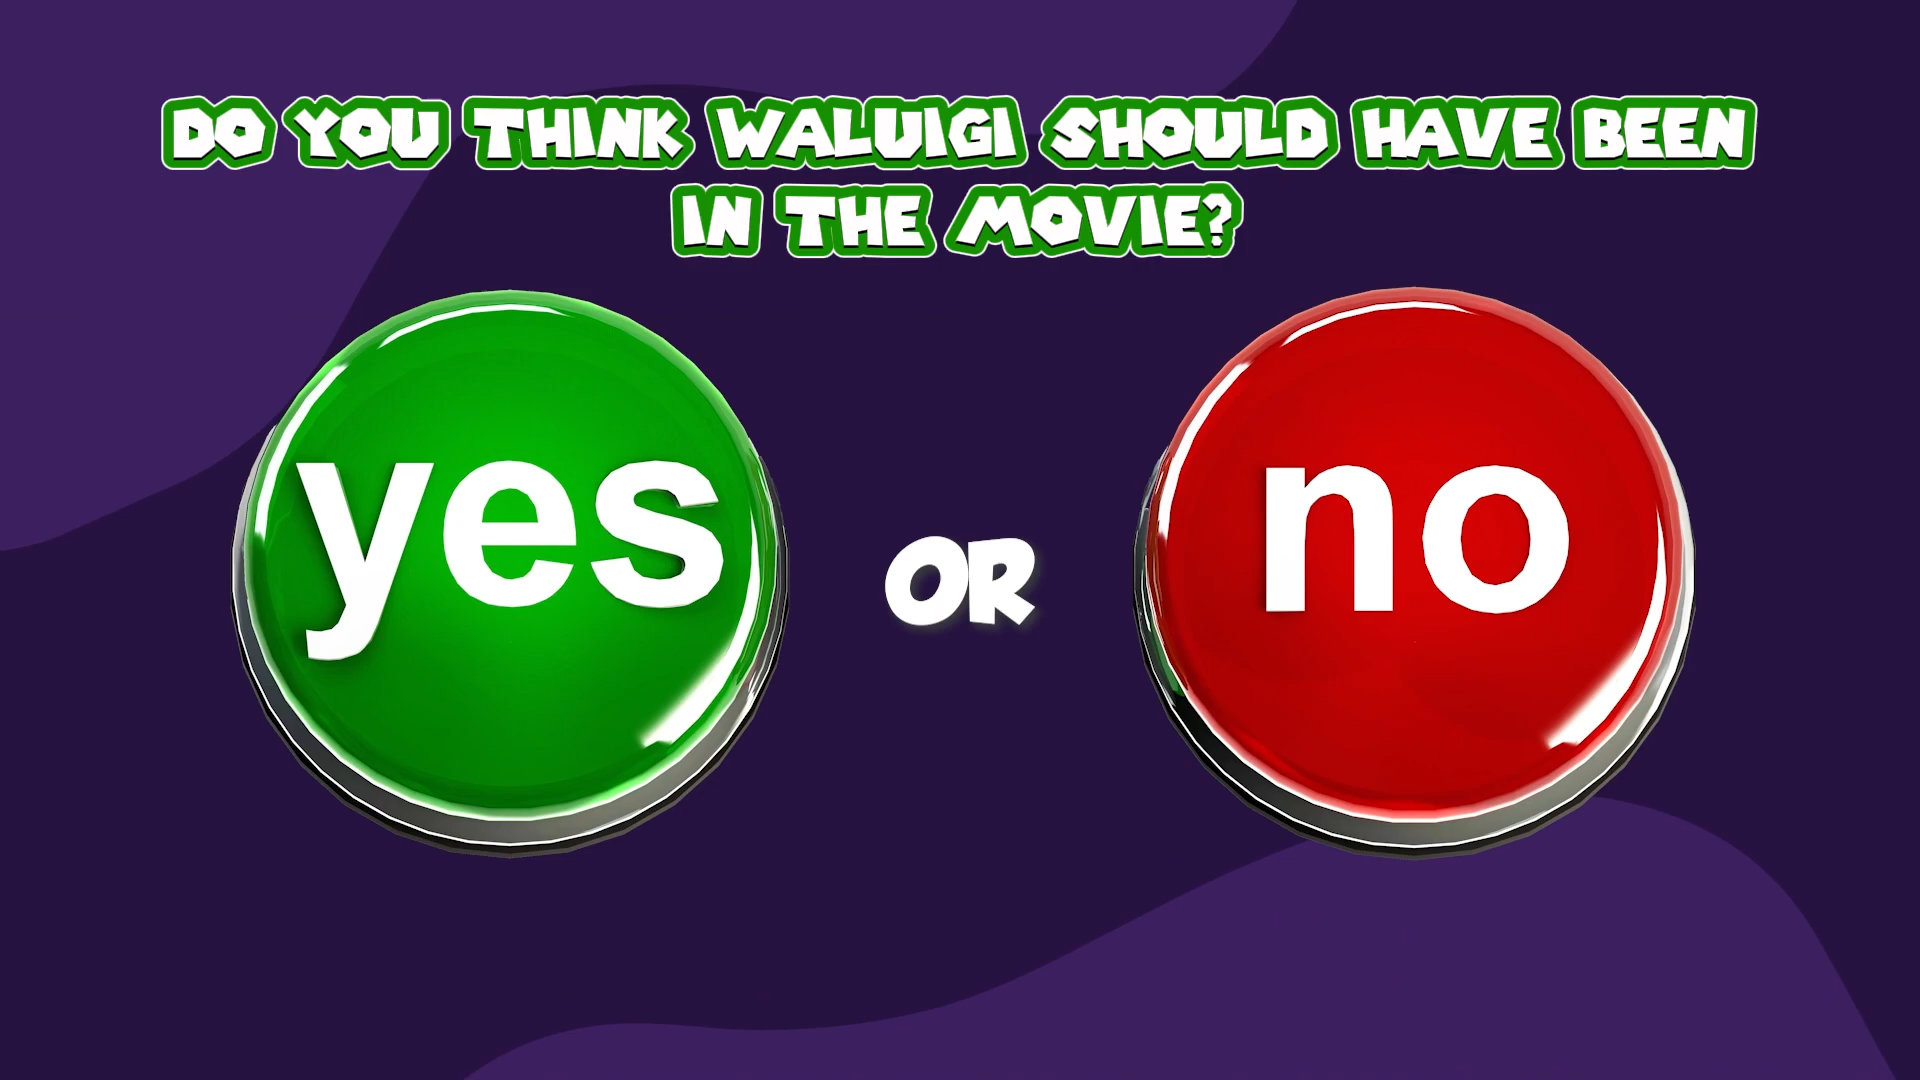 DO YOU THINK WALUIGI SHOULD HAVE BEEN
IN THE MOVIE?
yes
OR
no